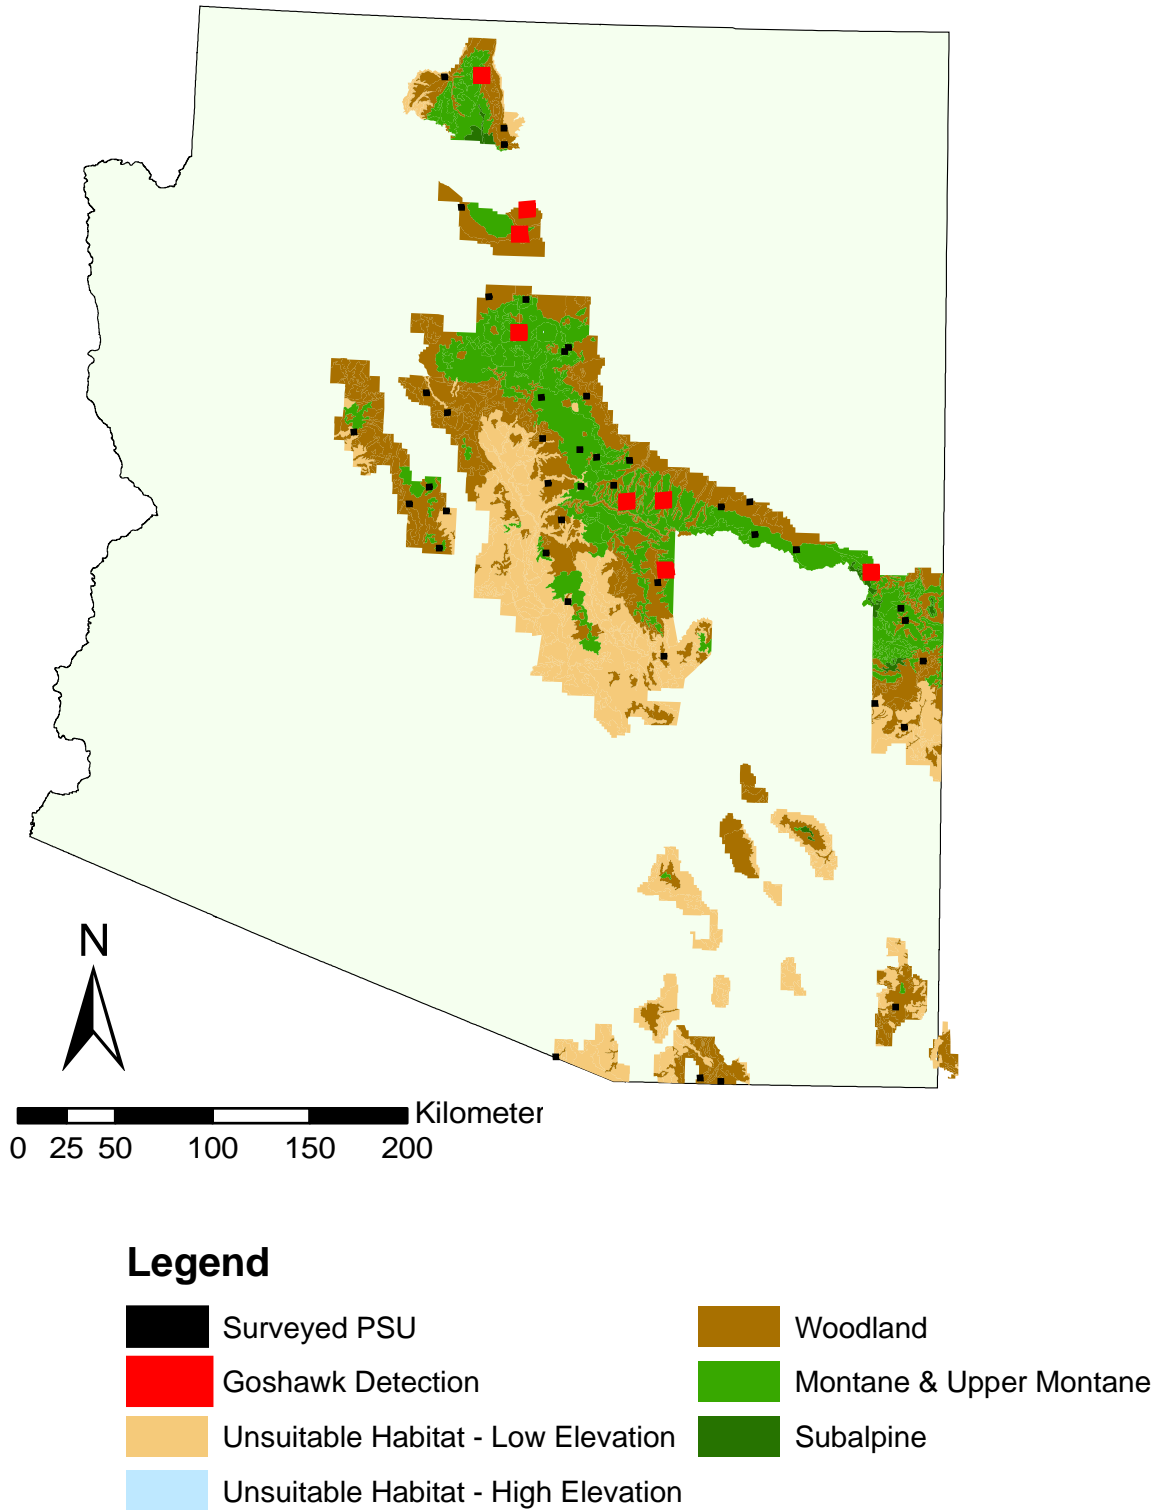 N
Kilometer
0 25 50 100 150 200
Legend
Surveyed PSU
Goshawk Detection
Unsuitable Habitat - Low Elevation
Unsuitable Habitat - High Elevation
Woodland
Montane & Upper Montane
Subalpine